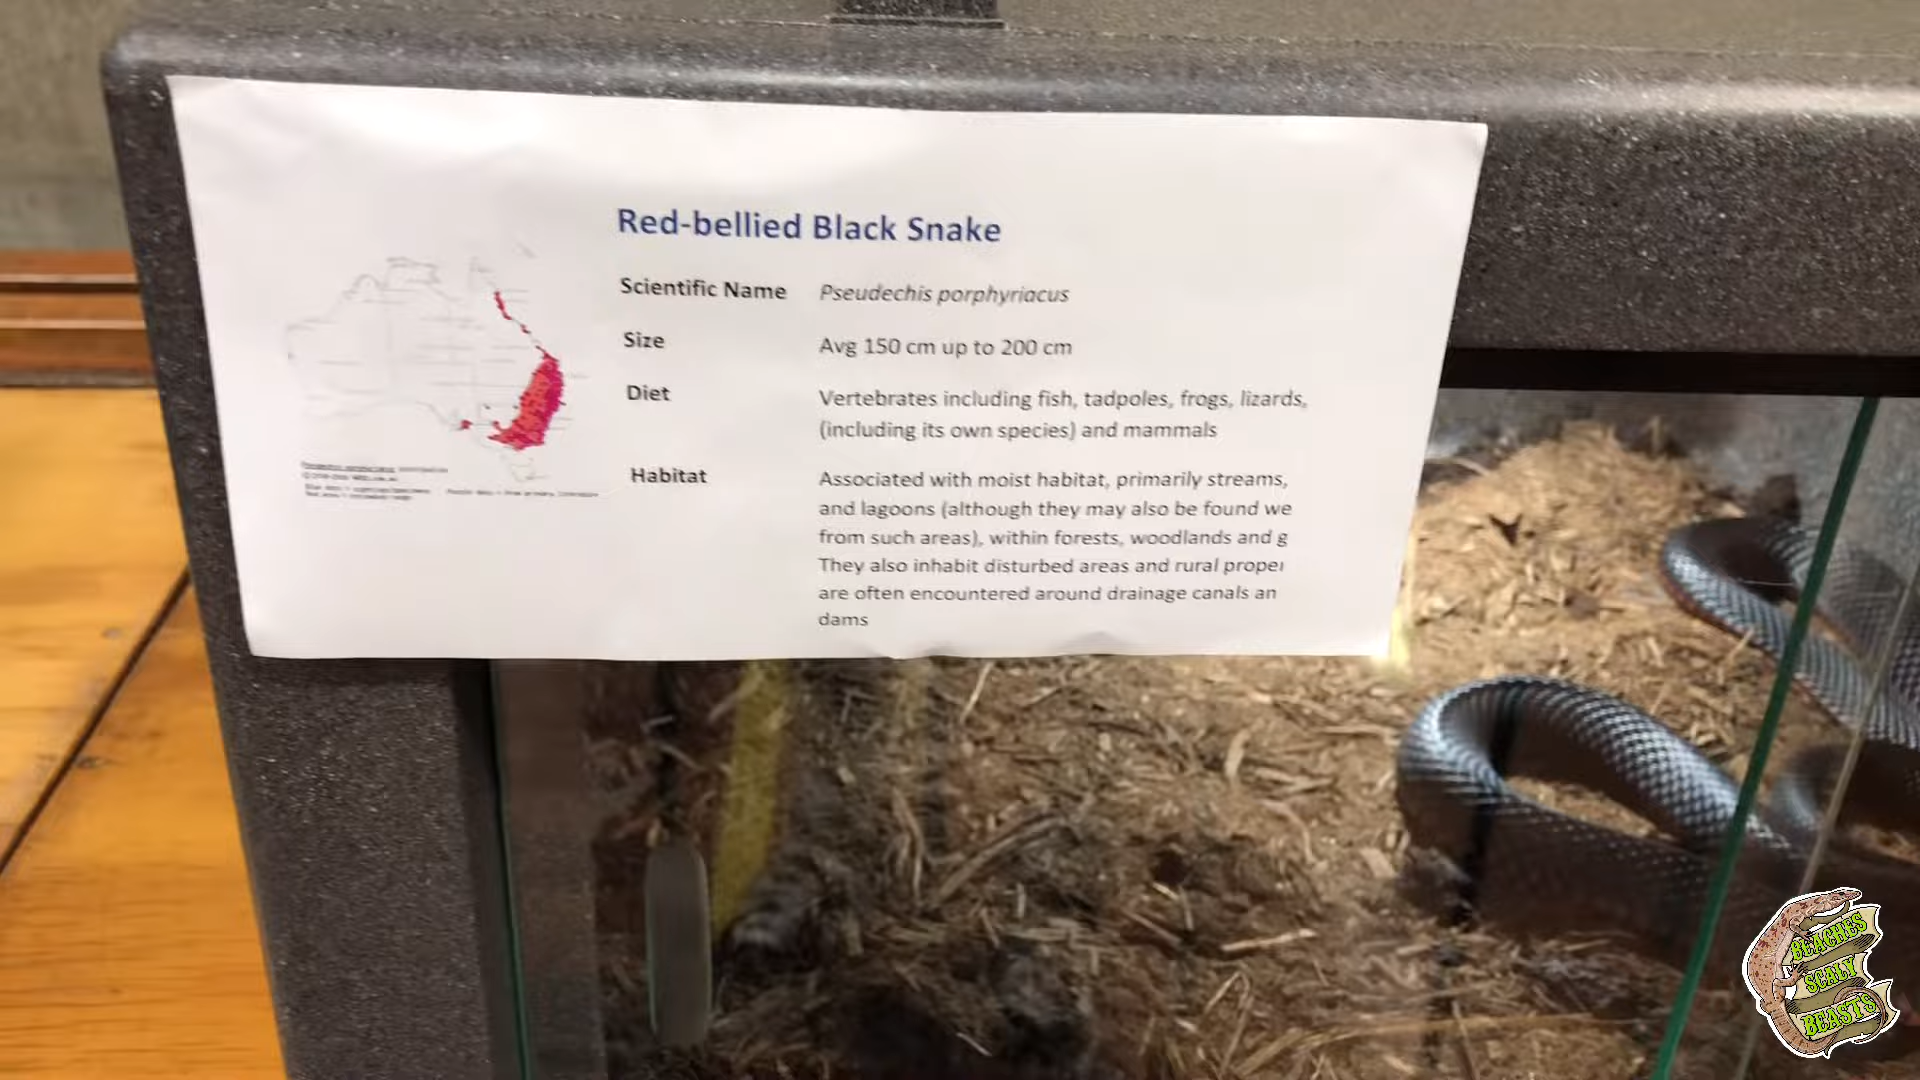 Red-bellied Black Snake
Scientific Name Pseudechis porphyriacus
Size Avg 150 cm up to 200 cm
Diet Vertebrates including fish, tadpoles, frogs, lizards,
(including its own species) and mammals
Habitat Associated with moist habitat, primarily streams,
and lagoons (although they may also be found we
from such areas), within forests, woodlands and g
They also inhabit disturbed areas and rural proper
are often encountered around drainage canals an
dams
BEACHES
SCALY
BEASTS